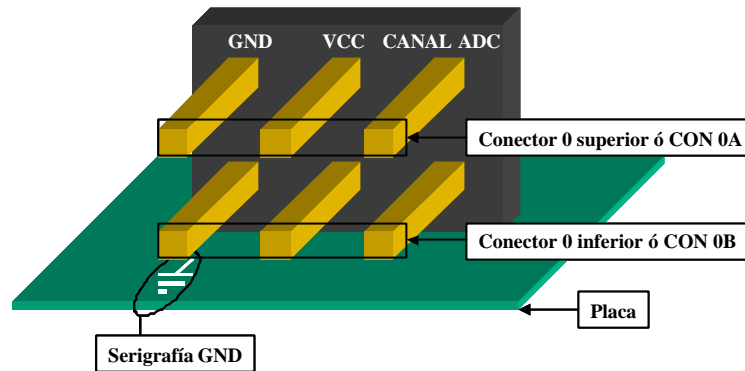 GND VCC CANAL ADC
Conector 0 superior ó CON 0A
Conector 0 inferior ó CON 0B
Placa
Serigrafía GND